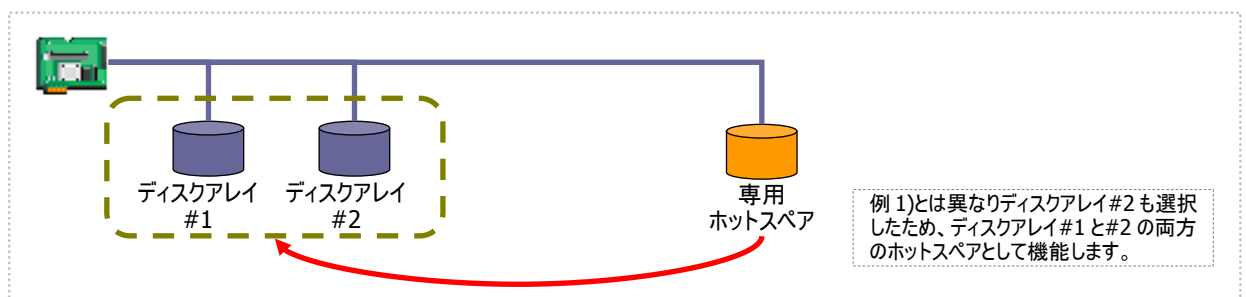 ディスクアレイ
#1
ディスクアレイ
#2
専用
ホットスペア
例 1)とは異なりディスクアレイ#2 も選択
したため、ディスクアレイ#1 と#2 の両方
のホットスペアとして機能します。